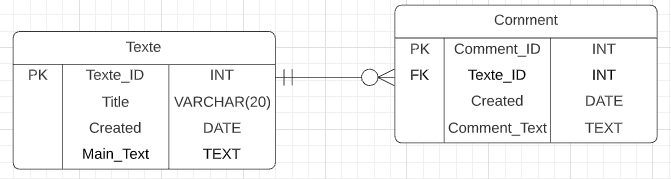 Texte
PK Texte_ID INT
Title VARCHAR(20)
Created DATE
Main_Text TEXT
Comment
PK Comment_ID INT
FK Texte_ID INT
Created DATE
Comment_Text TEXT